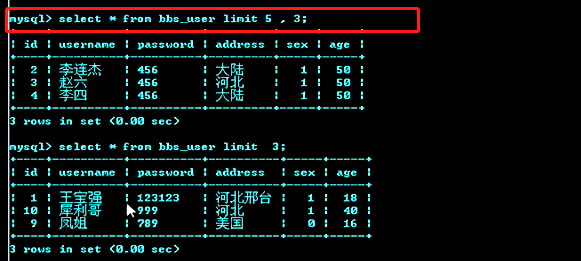 mysql> select * from bbs_user limit 5 , 3;
+----+----------+----------+---------+-----+-----+
| id | username | password | address | sex | age |
+----+----------+----------+---------+-----+-----+
| 2 | 李连杰 | 456 | 大陆 | 1 | 50 |
| 3 | 赵六 | 456 | 河北 | 1 | 50 |
| 4 | 李四 | 456 | 大陆 | 1 | 50 |
+----+----------+----------+---------+-----+-----+
3 rows in set (0.00 sec)
mysql> select * from bbs_user limit 3;
+----+----------+----------+----------+-----+-----+
| id | username | password | address | sex | age |
+----+----------+----------+----------+-----+-----+
| 1 | 王宝强 | 123123 | 河北邢台 | 1 | 18 |
| 10 | 犀利哥 | 999 | 河北 | 1 | 40 |
| 9 | 凤姐 | 789 | 美国 | 0 | 16 |
+----+----------+----------+----------+-----+-----+
3 rows in set (0.00 sec)